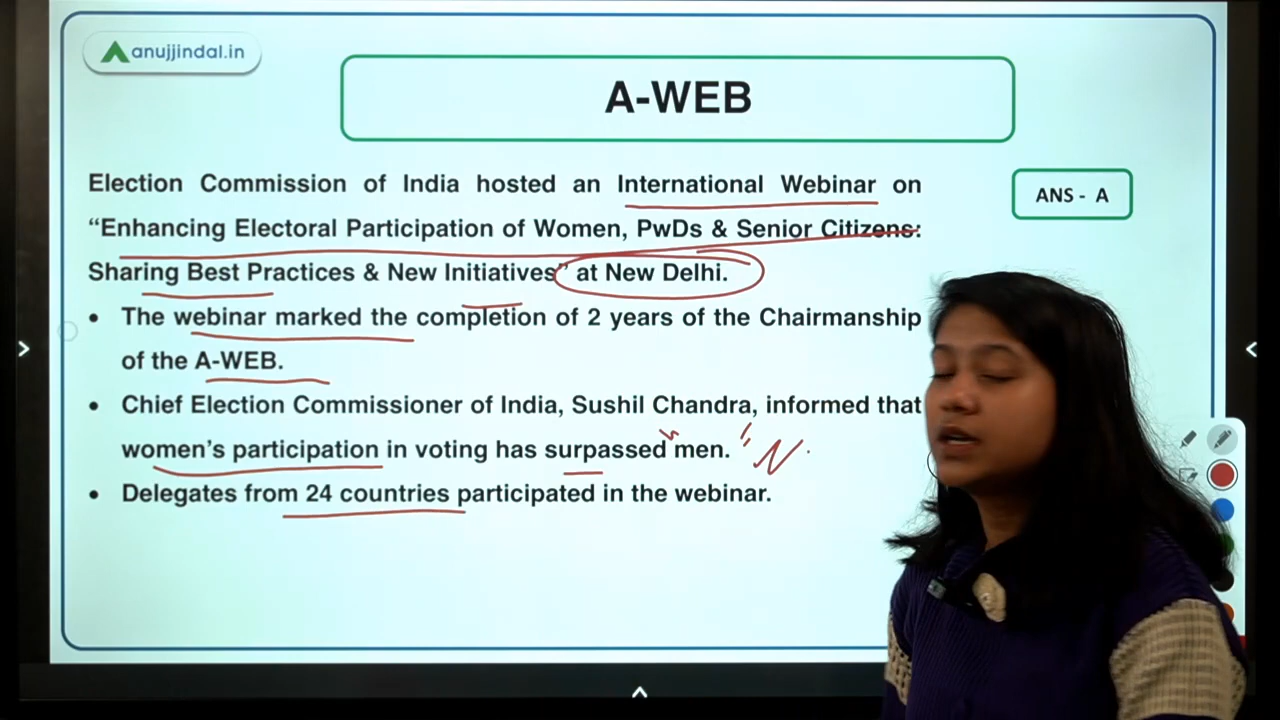 anujjindal.in
A-WEB
Election Commission of India hosted an International Webinar on
“Enhancing Electoral Participation of Women, PwDs & Senior Citizens:
Sharing Best Practices & New Initiatives” at New Delhi.
ANS - A
• The webinar marked the completion of 2 years of the Chairmanship
of the A-WEB.
• Chief Election Commissioner of India, Sushil Chandra, informed that
women’s participation in voting has surpassed men.
• Delegates from 24 countries participated in the webinar.